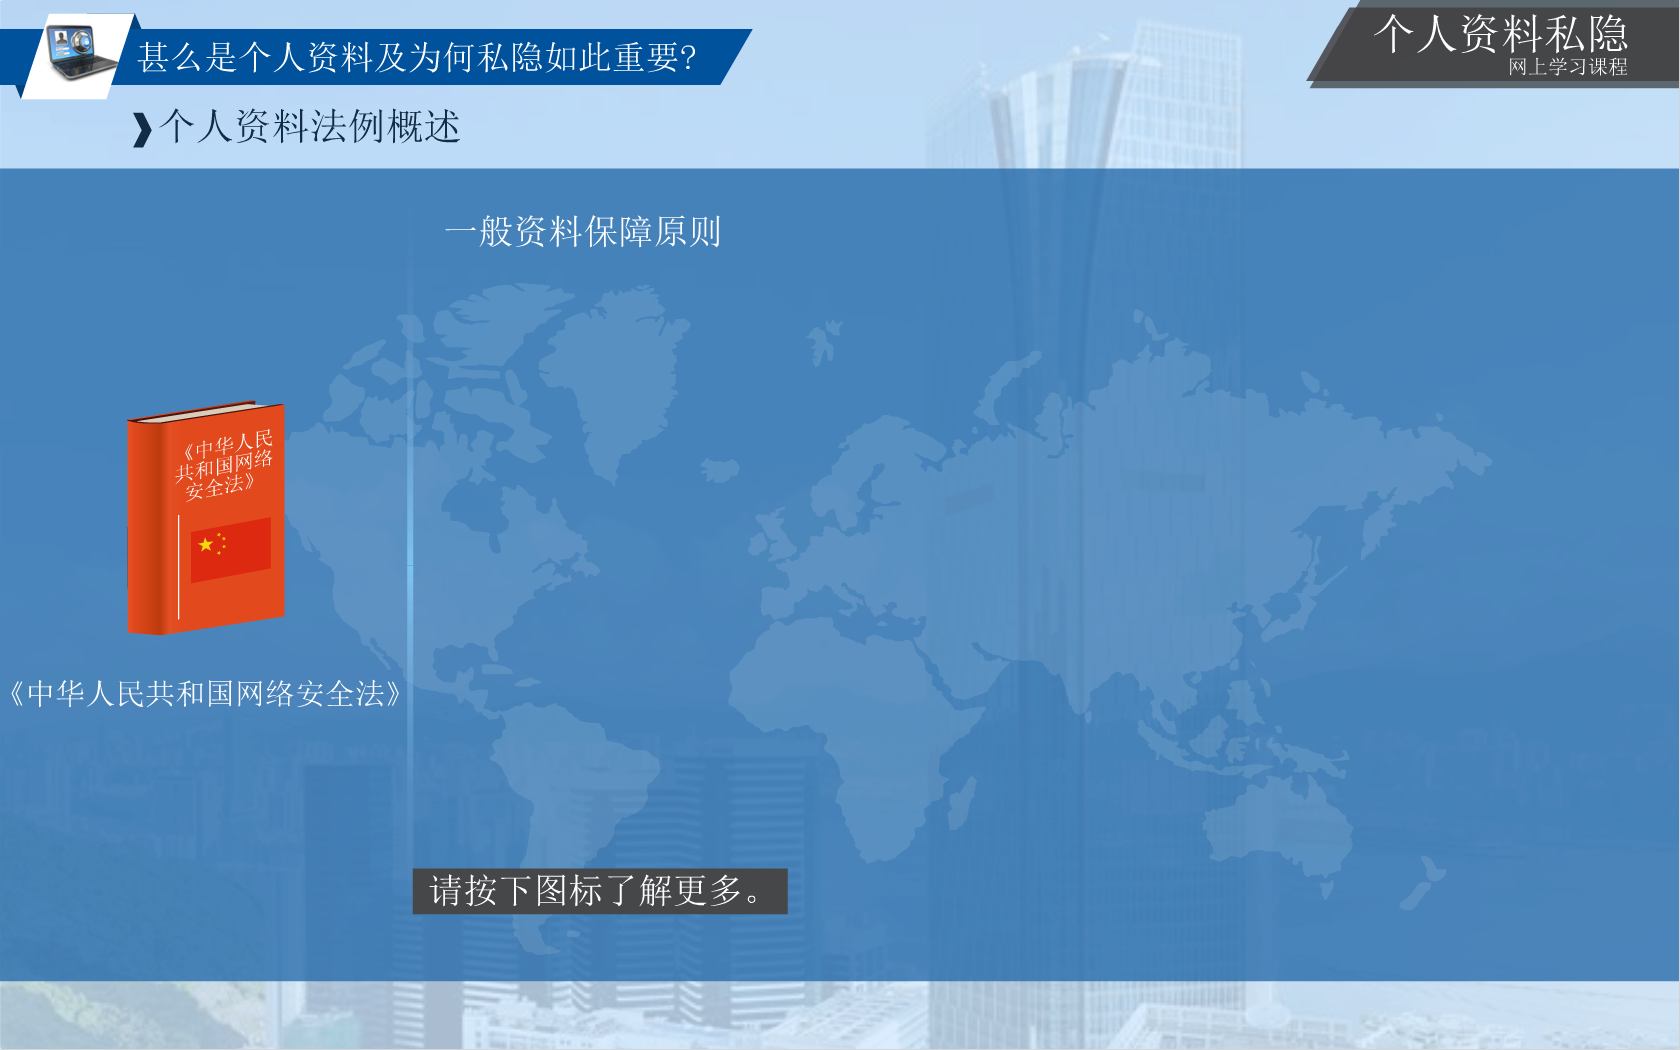 甚么是个人资料及为何私隐如此重要?
个人资料私隐
网上学习课程
个人资料法例概述
一般资料保障原则
《中华人民
共和国网络
安全法》
《中华人民共和国网络安全法》
请按下图标了解更多。